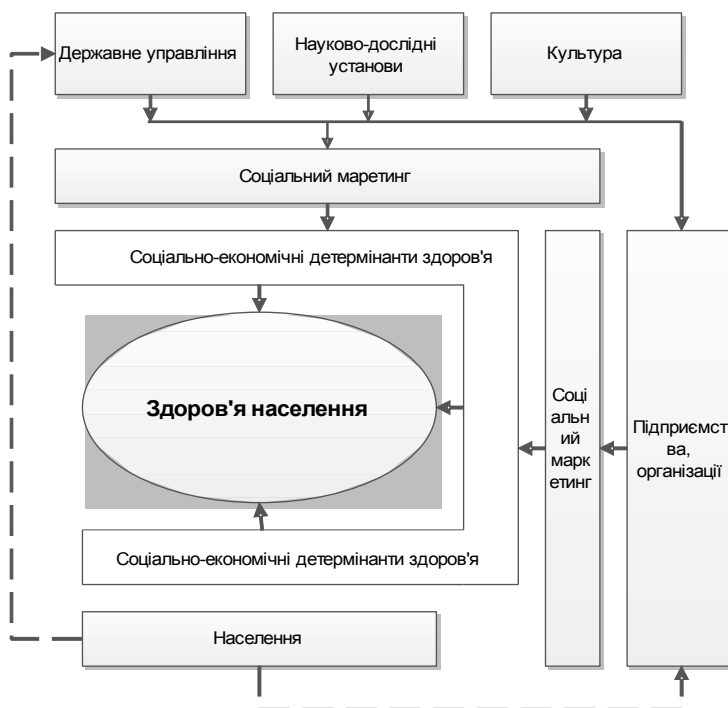 Державне управління
Науково-дослідні
установи
Культура
Соціальний маретинг
Соціально-економічні детермінанти здоров'я
Здоров'я населення
Соці
альн
ий
марк
етинг
Підприємст
ва,
організації
Соціально-економічні детермінанти здоров'я
Населення